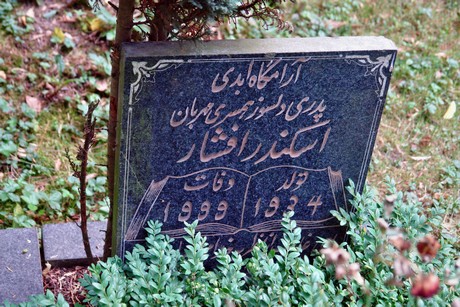 آرامگاه ابدی
پدری دلسوز همسری مهربان
اسکندر افشار
تولد وفات
1934 1999